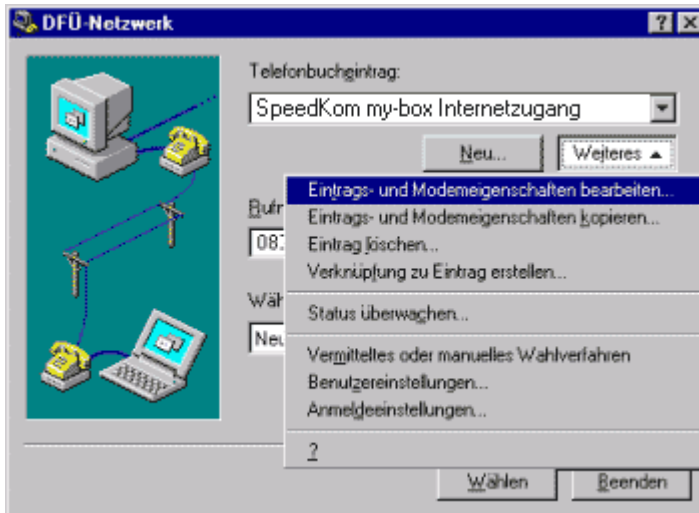 DFÜ-Netzwerk
Telefonbucheintrag:
SpeedKom my-box Internetzugang
Neu... Weiteres
Eintrags- und Modemeigenschaften bearbeiten...
Eintrags- und Modemeigenschaften kopieren...
Eintrag löschen...
Verknüpfung zu Eintrag erstellen...
Status überwachen...
Vermitteltes oder manuelles Wahlverfahren
Benutzereinstellungen...
Anmeldeeinstellungen...
?
Wählen Beenden